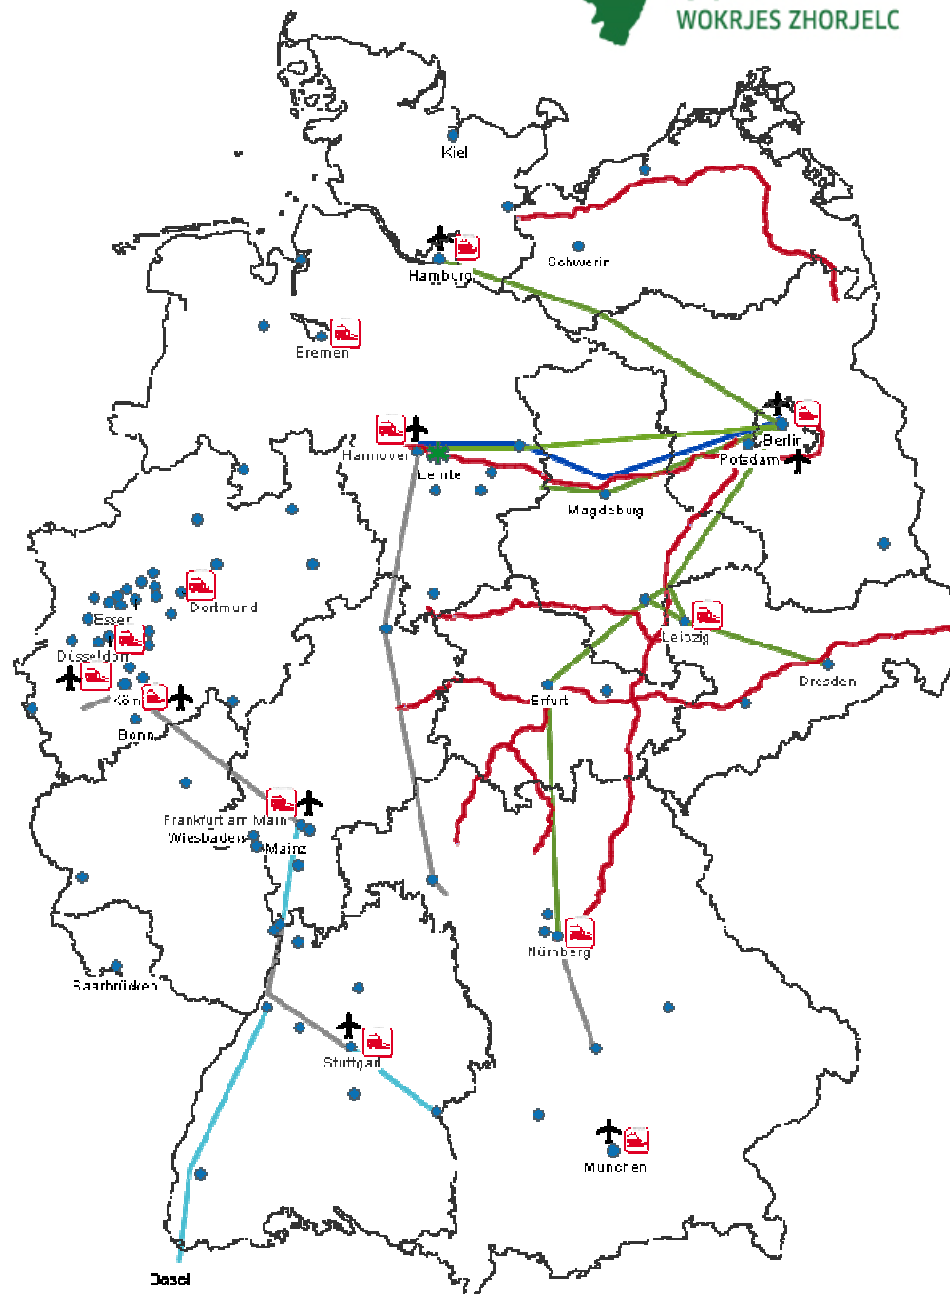 WOKRJES ZHORJELC
Kiel
Schwerin
Hamburg
Bremen
Hannover
Lehrte
Berlin
Potsdam
Magdeburg
Dortmund
Essen
Düsseldorf
Leipzig
Dresden
Köln
Erfurt
Bonn
Frankfurt am Main
Wiesbaden
Mainz
Nürnberg
Saarbrücken
Stuttgart
München
Basel